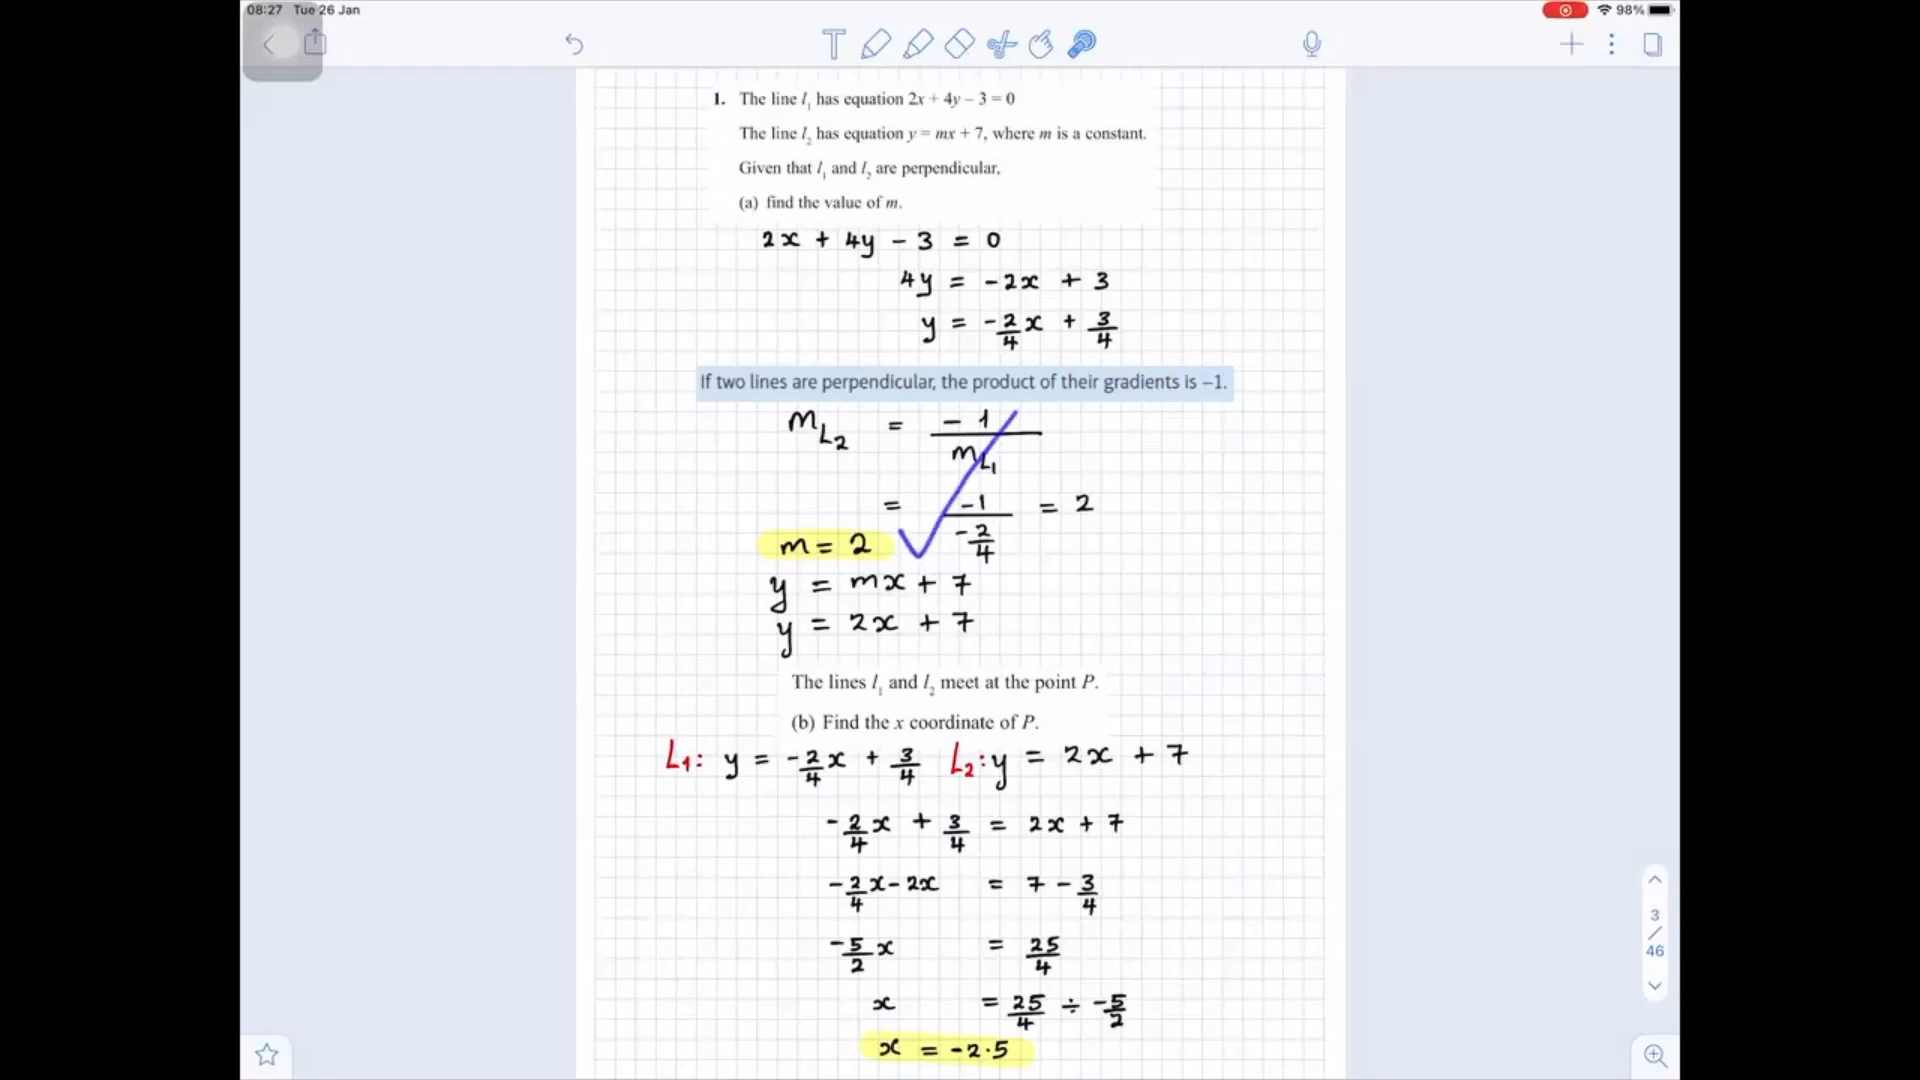 08:27 Tue 26 Jan
98%
T
1. The line l₁ has equation 2x + 4y – 3 = 0
The line l₂ has equation y = mx + 7, where m is a constant.
Given that l₁ and l₂ are perpendicular,
(a) find the value of m.
2x + 4y - 3 = 0
4y = -2x + 3
y = -2/4 x + 3/4
If two lines are perpendicular, the product of their gradients is –1.
m_L₂ = -1/m_L₁
= -1/(-2/4) = 2
m = 2
y = mx + 7
y = 2x + 7
The lines l₁ and l₂ meet at the point P.
(b) Find the x coordinate of P.
L₁: y = -2/4 x + 3/4 L₂: y = 2x + 7
-2/4 x + 3/4 = 2x + 7
-2/4 x - 2x = 7 - 3/4
-5/2 x = 25/4
x = 25/4 ÷ -5/2
x = -2.5
3
/
46